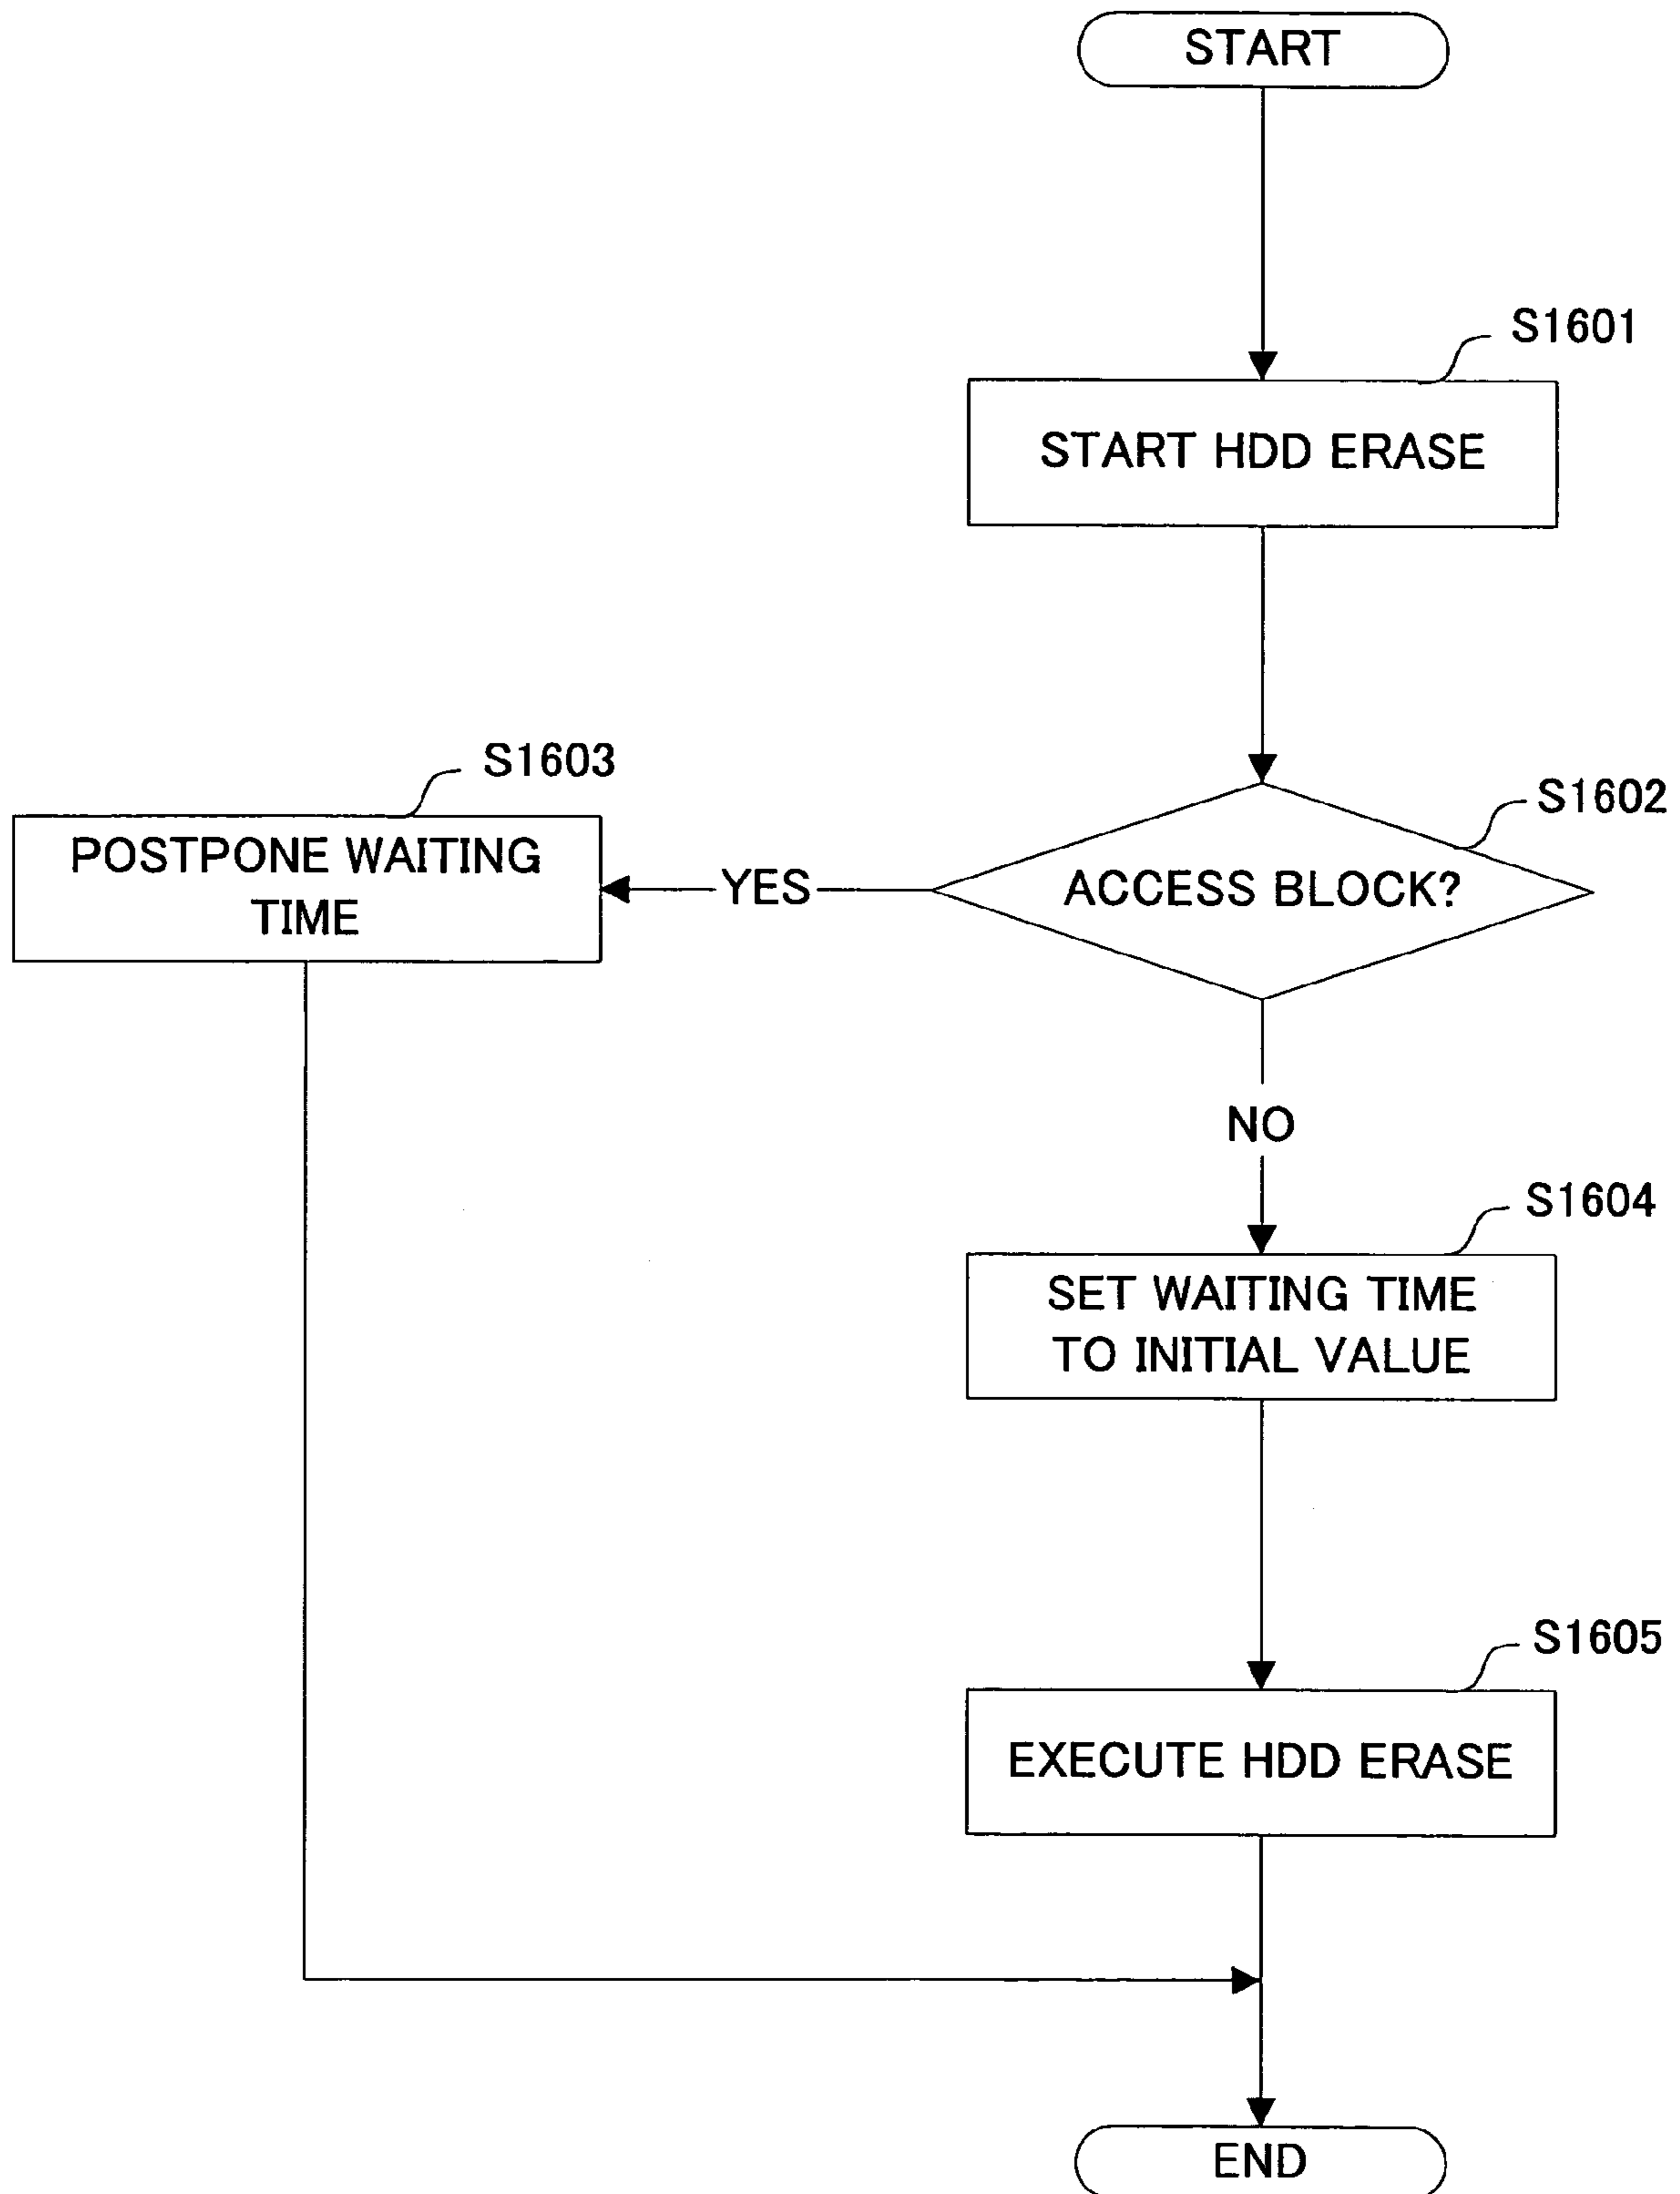 START
S1601
START HDD ERASE
S1603
S1602
POSTPONE WAITING
TIME
YES
ACCESS BLOCK?
NO
S1604
SET WAITING TIME
TO INITIAL VALUE
S1605
EXECUTE HDD ERASE
END